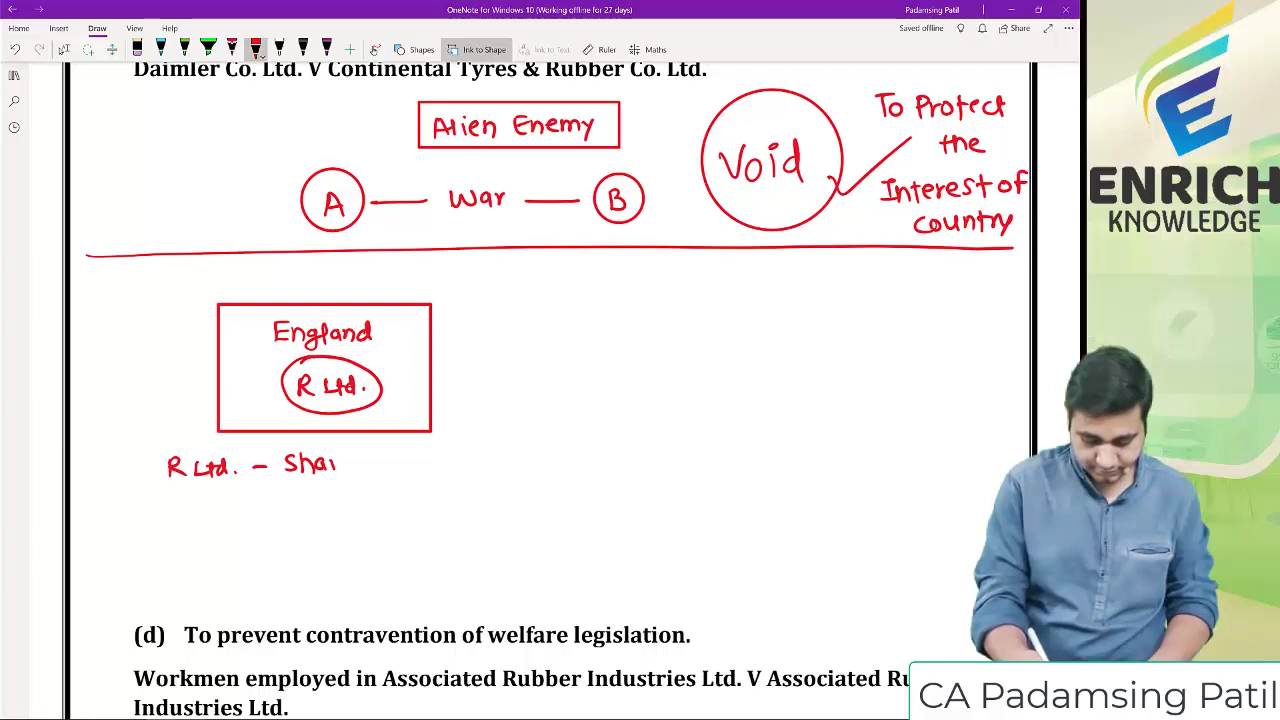 OneNote for Windows 10 (Working offline for 27 days)
Padamsing Patil
Home Insert Draw View Help
Saved offline
Shapes Ink to Shape Ink to Text Ruler Maths
Daimler Co. Ltd. V Continental Tyres & Rubber Co. Ltd.
Alien Enemy
A War B
Void
To Protect
the
Interest of
country
England
R Ltd.
R Ltd. - Shar
(d) To prevent contravention of welfare legislation.
Workmen employed in Associated Rubber Industries Ltd. V Associated Ru
Industries Ltd.
ENRICH
KNOWLEDGE
CA Padamsing Patil